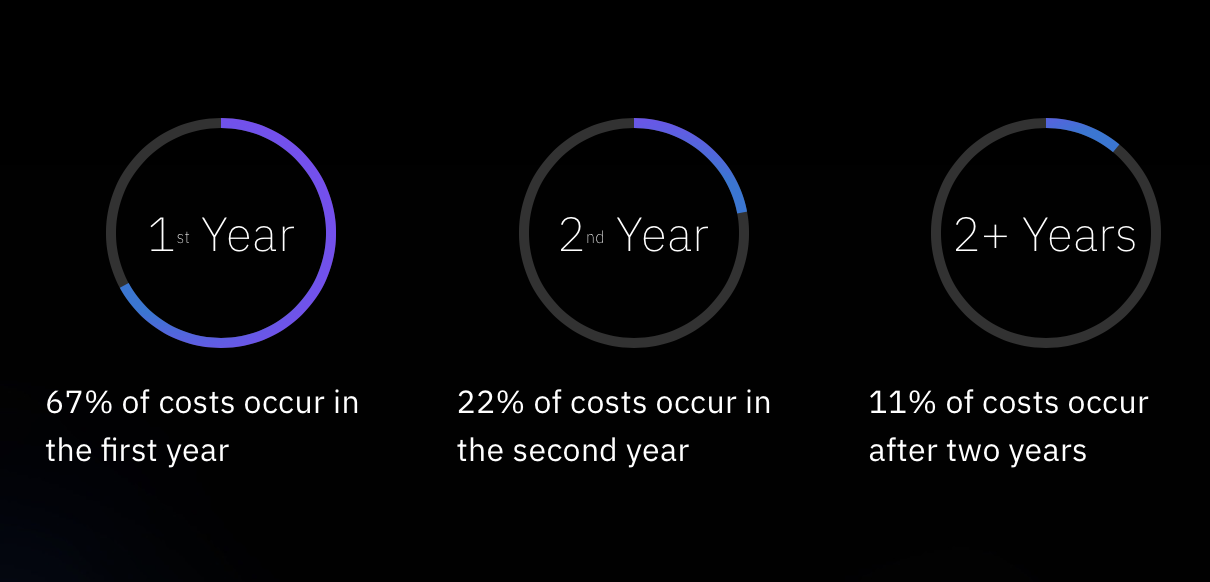 1st Year
2nd Year
2+ Years
67% of costs occur in
the first year
22% of costs occur in
the second year
11% of costs occur
after two years